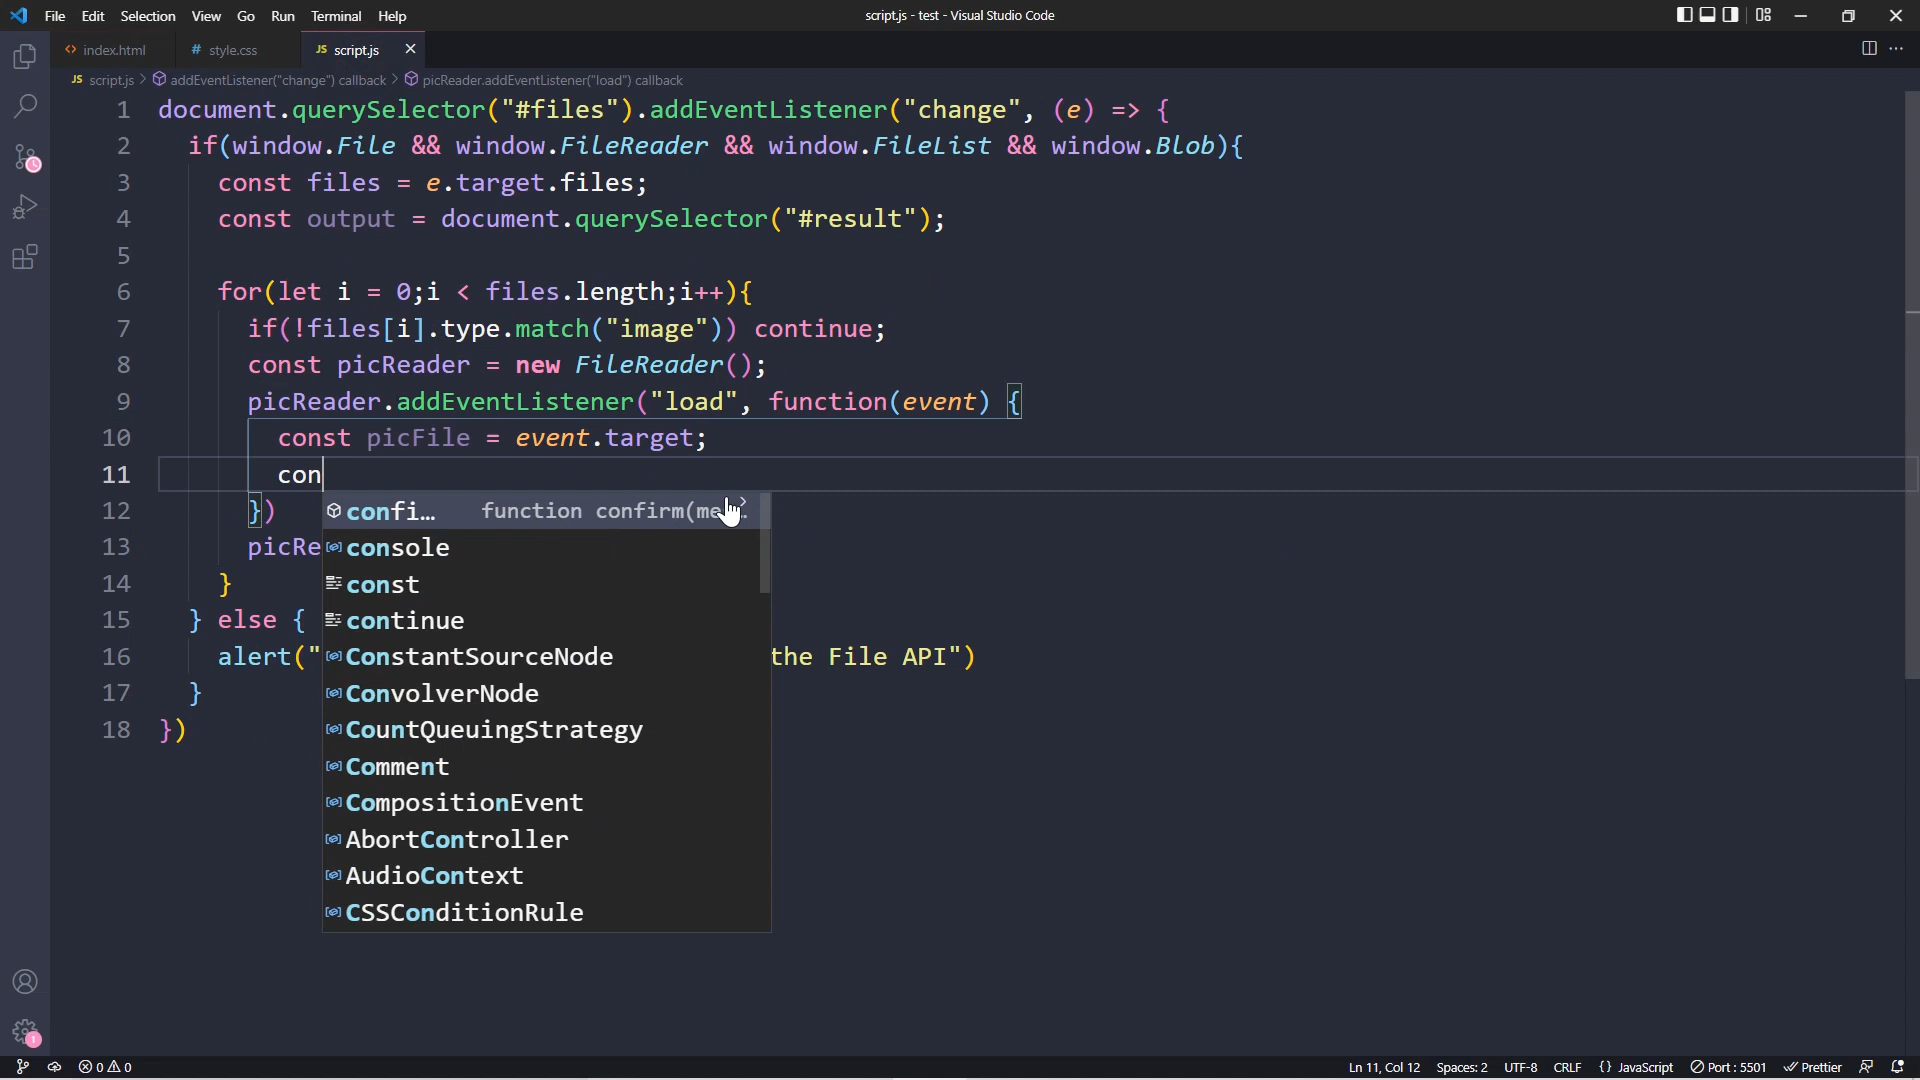 File Edit Selection View Go Run Terminal Help script.js - test - Visual Studio Code
index.html # style.css JS script.js
JS script.js > addEventListener("change") callback > picReader.addEventListener("load") callback
1 document.querySelector("#files").addEventListener("change", (e) => {
2 if(window.File && window.FileReader && window.FileList && window.Blob){
3 const files = e.target.files;
4 const output = document.querySelector("#result");
5
6 for(let i = 0;i < files.length;i++){
7 if(!files[i].type.match("image")) continue;
8 const picReader = new FileReader();
9 picReader.addEventListener("load", function(event) {
10 const picFile = event.target;
11 con
12 }) confi… function confirm(me…
13 picRe console
14 } const
15 } else { continue
16 alert(" ConstantSourceNode the File API")
17 } ConvolverNode
18 }) CountQueuingStrategy
Comment
CompositionEvent
AbortController
AudioContext
CSSConditionRule
1
0 0 Ln 11, Col 12 Spaces: 2 UTF-8 CRLF {} JavaScript Port : 5501 Prettier